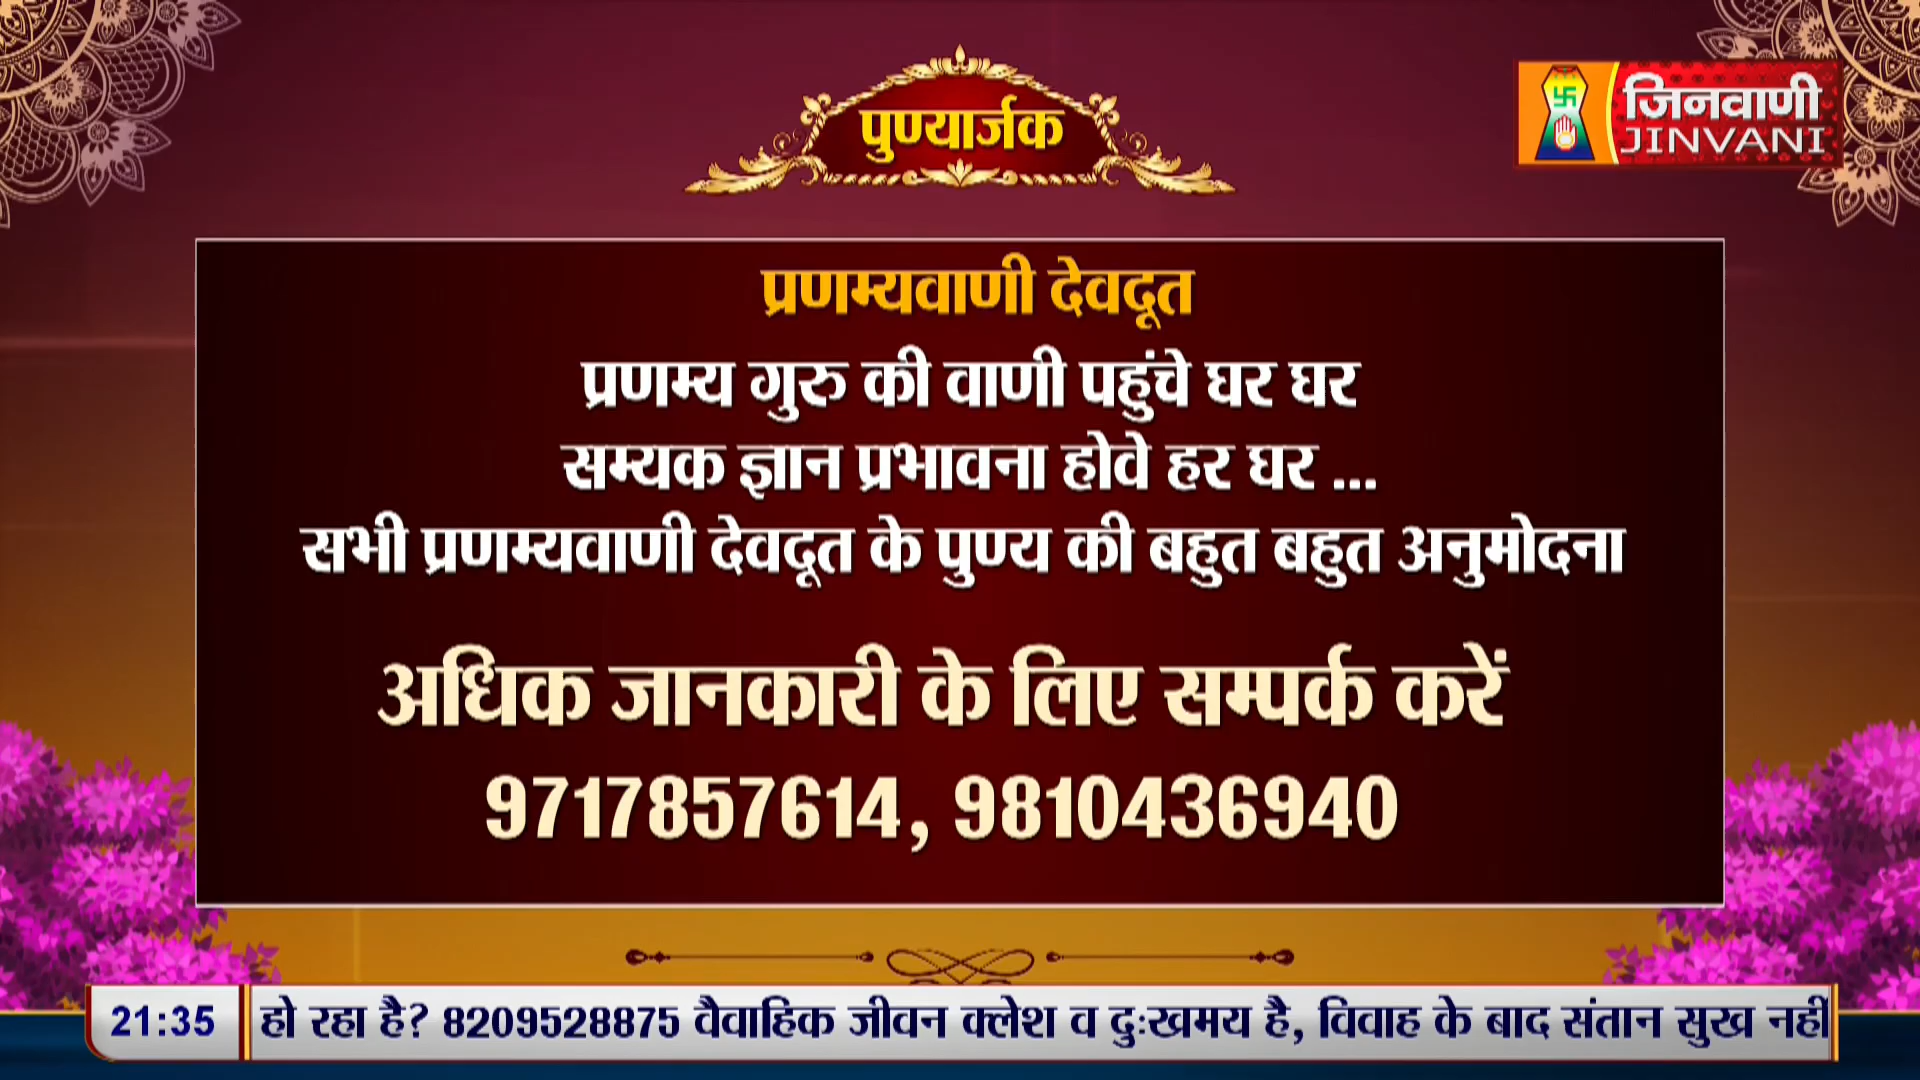 पुण्यार्जक
जिनवाणी
JINVANI
प्रणम्यवाणी देवदूत
प्रणम्य गुरु की वाणी पहुंचे घर घर
सम्यक ज्ञान प्रभावना होवे हर घर ...
सभी प्रणम्यवाणी देवदूत के पुण्य की बहुत बहुत अनुमोदना
अधिक जानकारी के लिए सम्पर्क करें
9717857614, 9810436940
21:35
हो रहा है? 8209528875 वैवाहिक जीवन क्लेश व दुःखमय है, विवाह के बाद संतान सुख नहीं